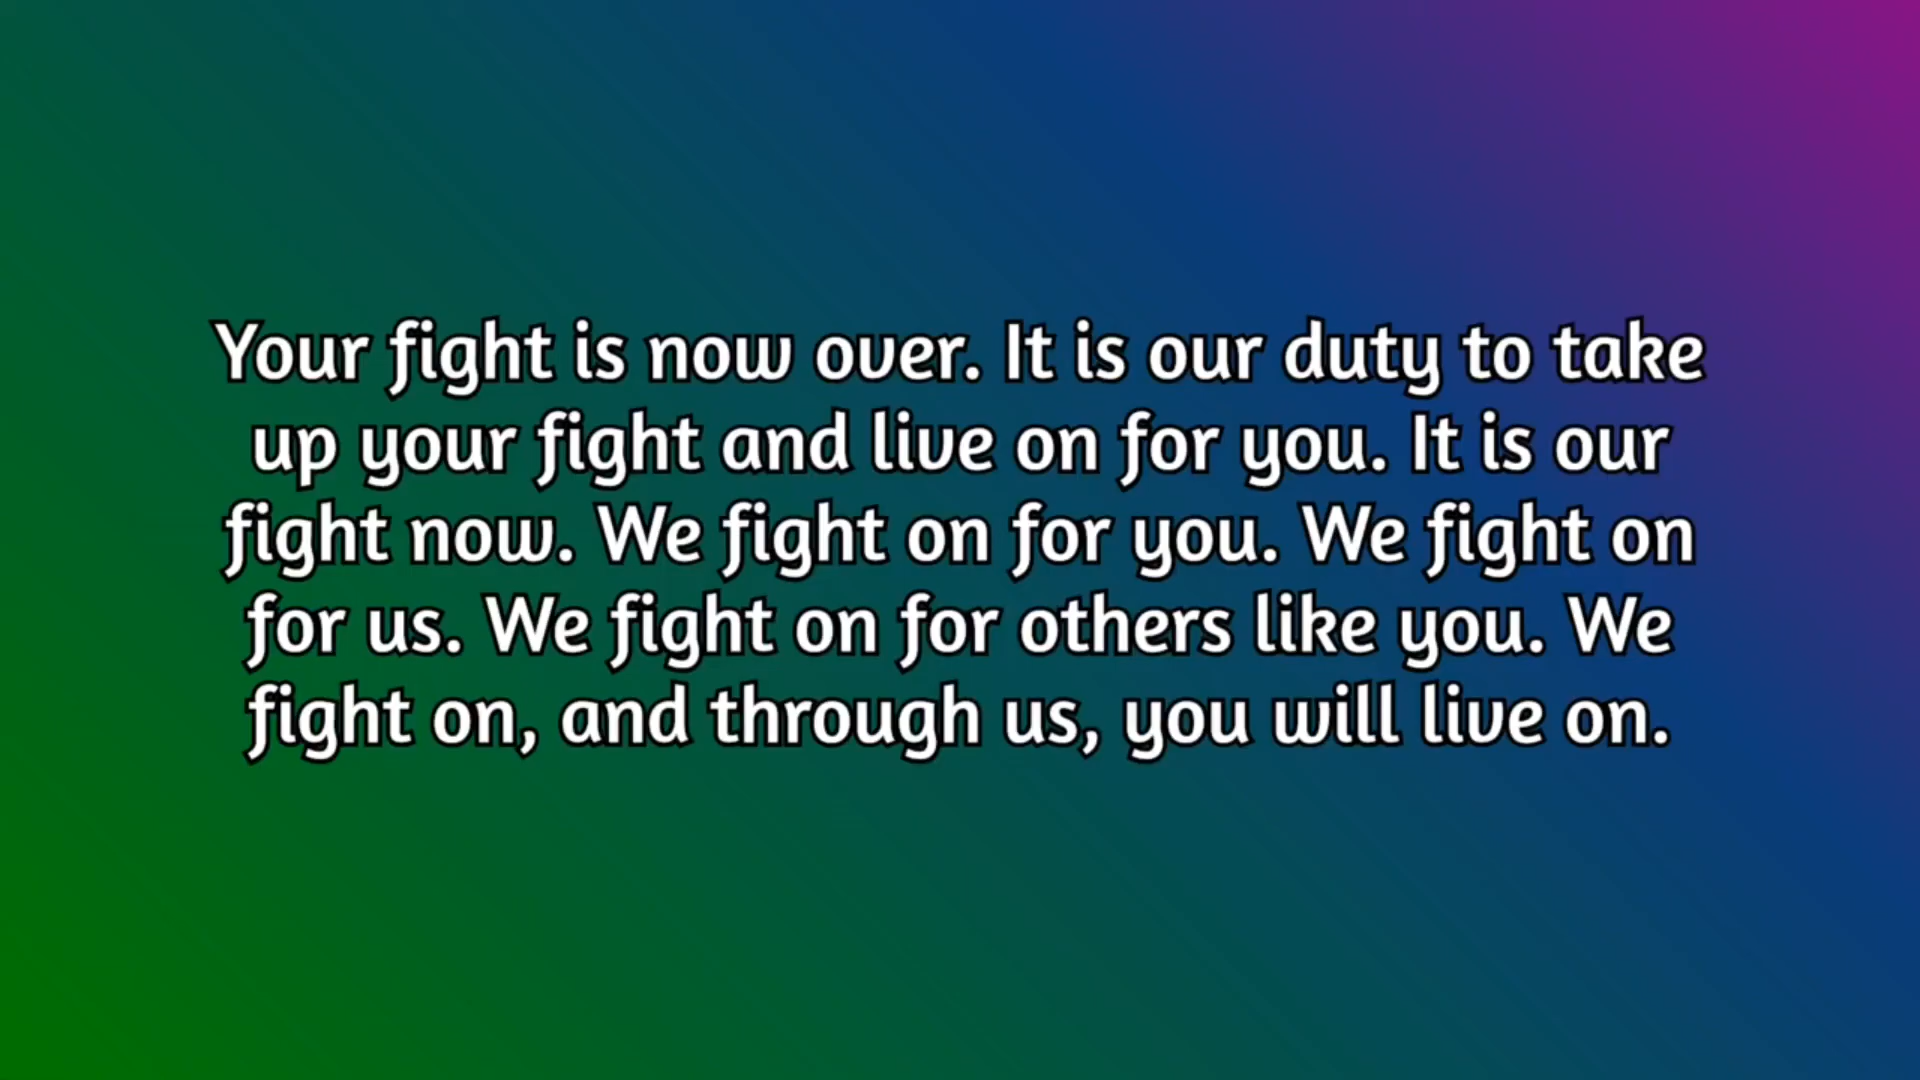 Your fight is now over. It is our duty to take
up your fight and live on for you. It is our
fight now. We fight on for you. We fight on
for us. We fight on for others like you. We
fight on, and through us, you will live on.